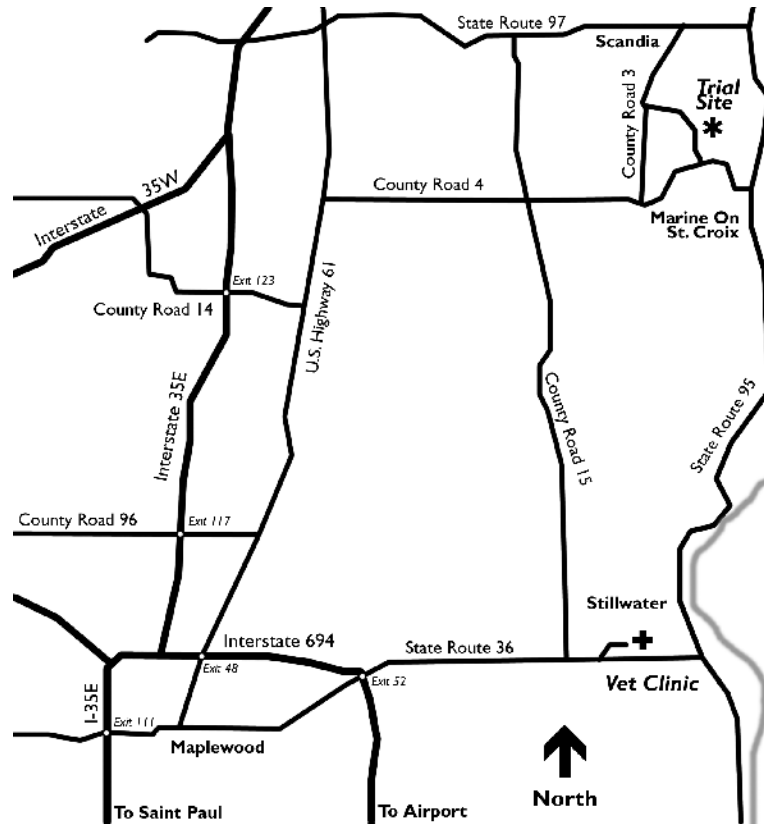 State Route 97
Scandia
County Road 3
Trial
Site
*
Interstate 35W
County Road 4
Marine On
St. Croix
Exit 123
County Road 14
U.S. Highway 61
Interstate 35E
County Road 15
State Route 95
County Road 96
Exit 117
Stillwater
Interstate 694
State Route 36
Exit 48
Exit 52
Vet Clinic
I-35E
Exit 111
Maplewood
North
To Saint Paul
To Airport